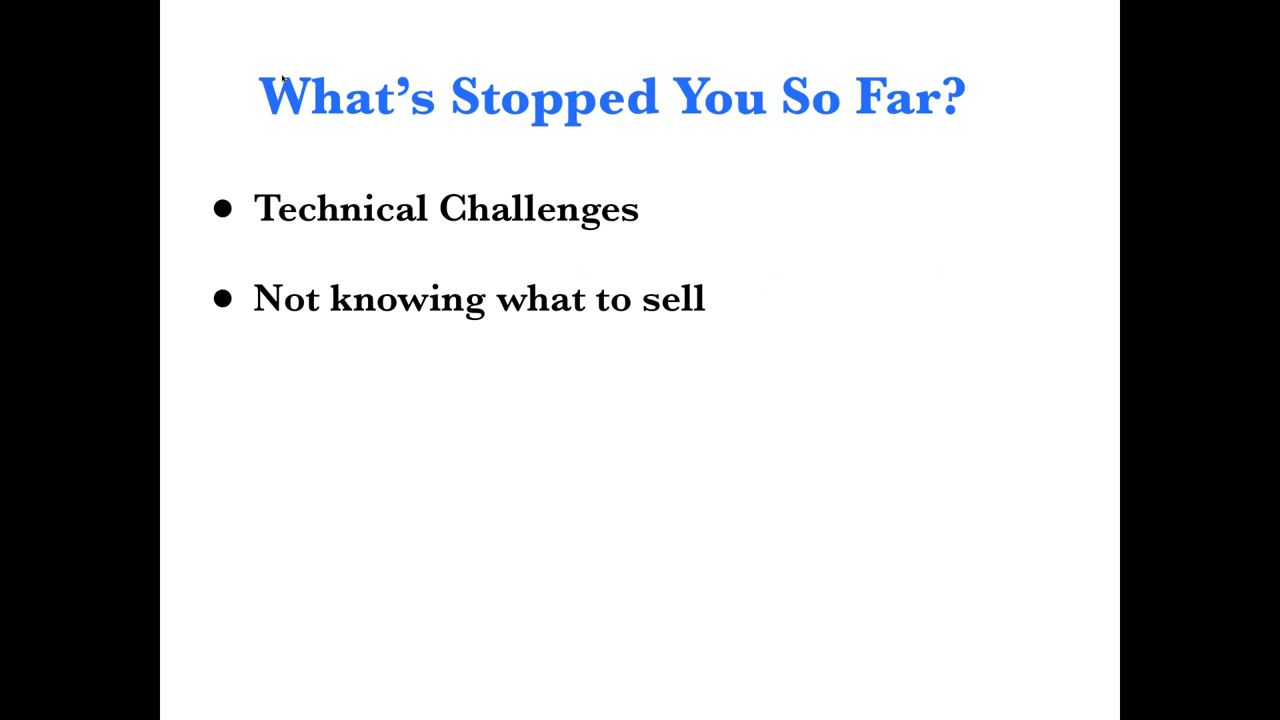 What’s Stopped You So Far?
• Technical Challenges
• Not knowing what to sell